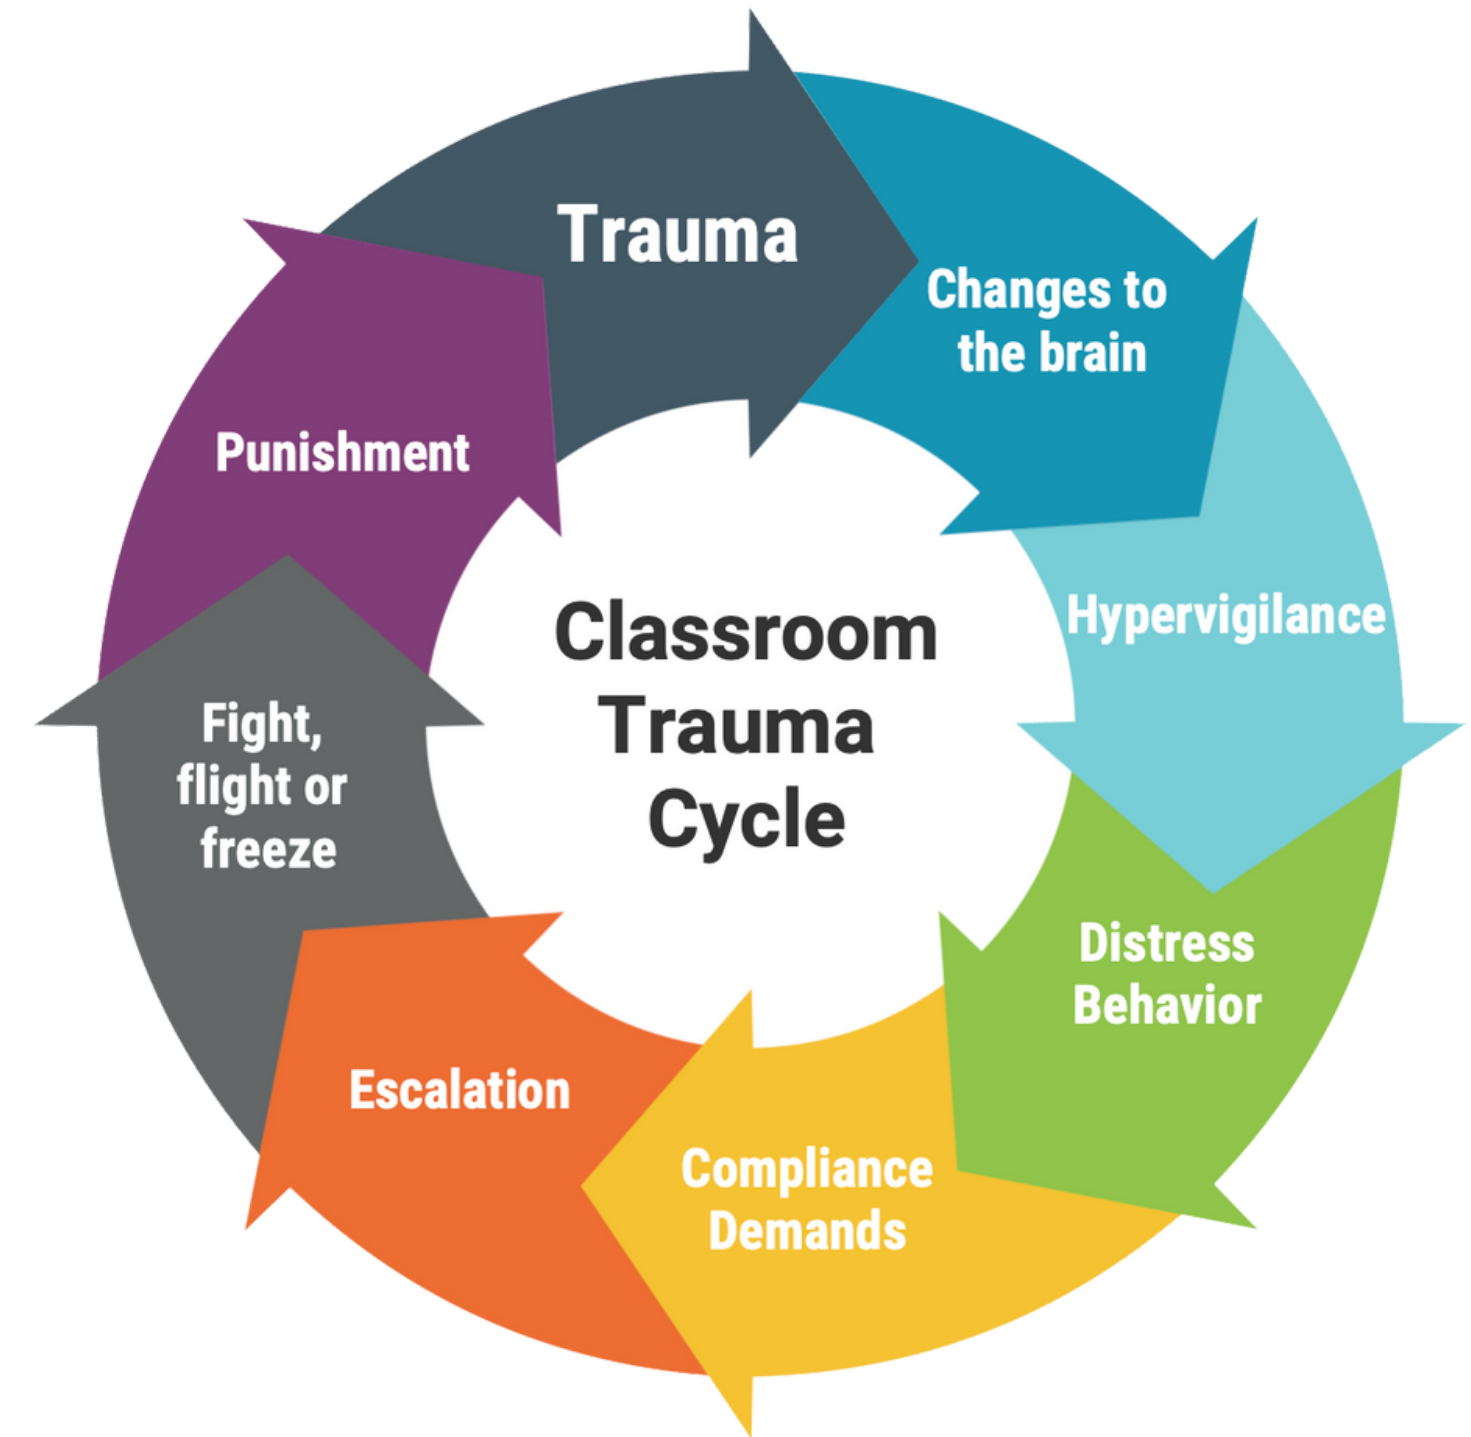 Classroom
Trauma
Cycle
Trauma
Changes to
the brain
Hypervigilance
Distress
Behavior
Compliance
Demands
Escalation
Fight,
flight or
freeze
Punishment